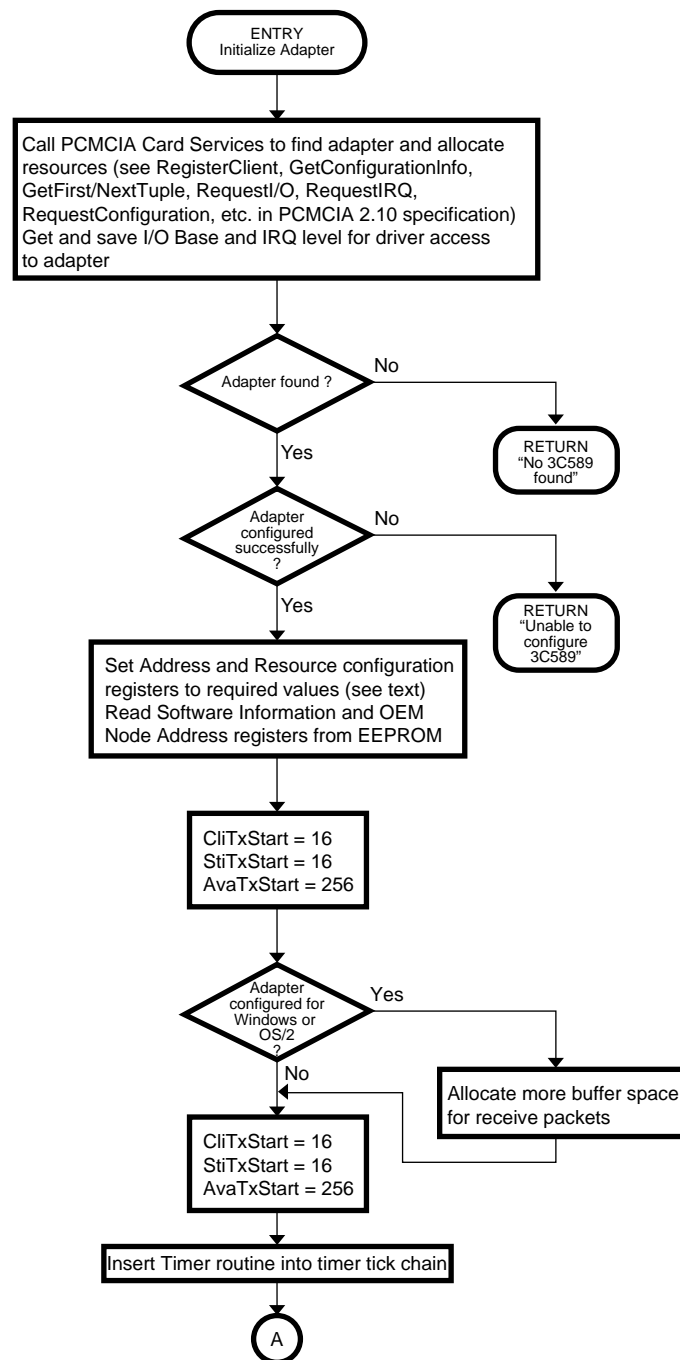 ENTRY
Initialize Adapter
Call PCMCIA Card Services to find adapter and allocate
resources (see RegisterClient, GetConfigurationInfo,
GetFirst/NextTuple, RequestI/O, RequestIRQ,
RequestConfiguration, etc. in PCMCIA 2.10 specification)
Get and save I/O Base and IRQ level for driver access
to adapter
Adapter found ?
No
RETURN
“No 3C589
found”
Yes
Adapter
configured
successfully
?
No
RETURN
“Unable to
configure
3C589”
Yes
Set Address and Resource configuration
registers to required values (see text)
Read Software Information and OEM
Node Address registers from EEPROM
CliTxStart = 16
StiTxStart = 16
AvaTxStart = 256
Adapter
configured for
Windows or
OS/2
?
Yes
No
Allocate more buffer space
for receive packets
CliTxStart = 16
StiTxStart = 16
AvaTxStart = 256
Insert Timer routine into timer tick chain
A